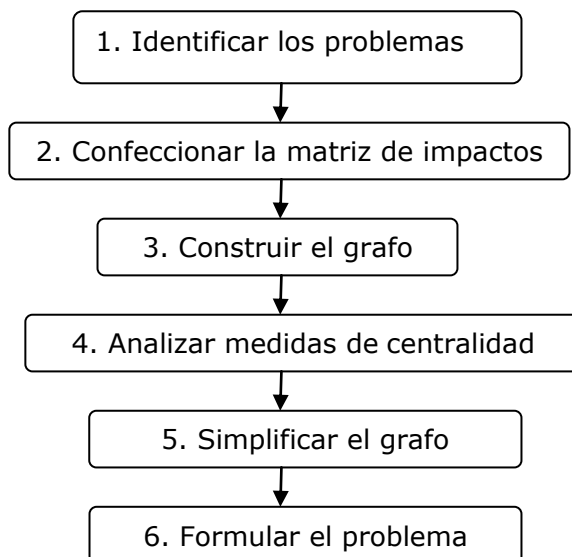 1. Identificar los problemas
2. Confeccionar la matriz de impactos
3. Construir el grafo
4. Analizar medidas de centralidad
5. Simplificar el grafo
6. Formular el problema